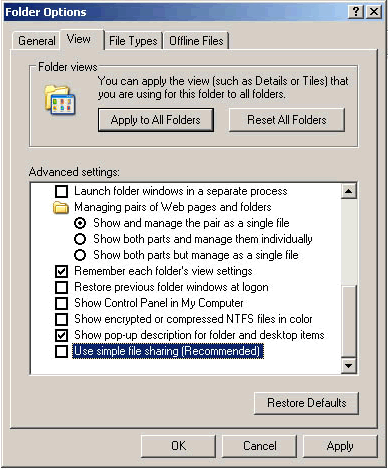 Folder Options
General
View
File Types
Offline Files
Folder views
You can apply the view (such as Details or Tiles) that
you are using for this folder to all folders.
Apply to All Folders
Reset All Folders
Advanced settings:
Launch folder windows in a separate process
Managing pairs of Web pages and folders
Show and manage the pair as a single file
Show both parts and manage them individually
Show both parts but manage as a single file
Remember each folder's view settings
Restore previous folder windows at logon
Show Control Panel in My Computer
Show encrypted or compressed NTFS files in color
Show pop-up description for folder and desktop items
Use simple file sharing (Recommended)
Restore Defaults
OK
Cancel
Apply